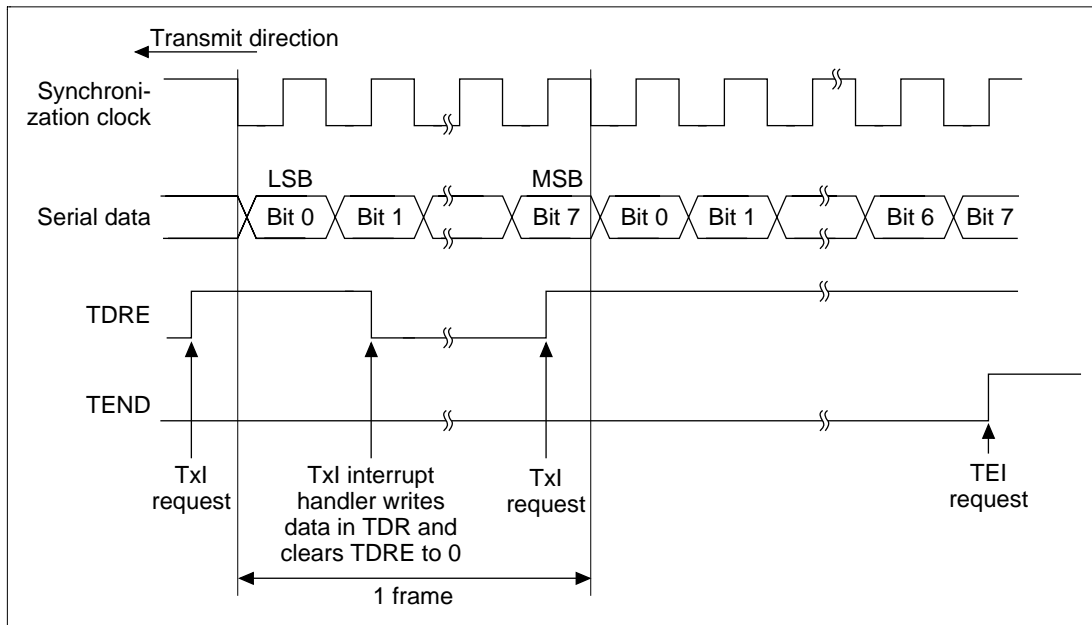 Transmit direction
Synchroni-
zation clock
LSB
MSB
Serial data
Bit 0
Bit 1
Bit 7
Bit 0
Bit 1
Bit 6
Bit 7
TDRE
TEND
TxI
request
TxI interrupt
handler writes
data in TDR and
clears TDRE to 0
TxI
request
TEI
request
1 frame